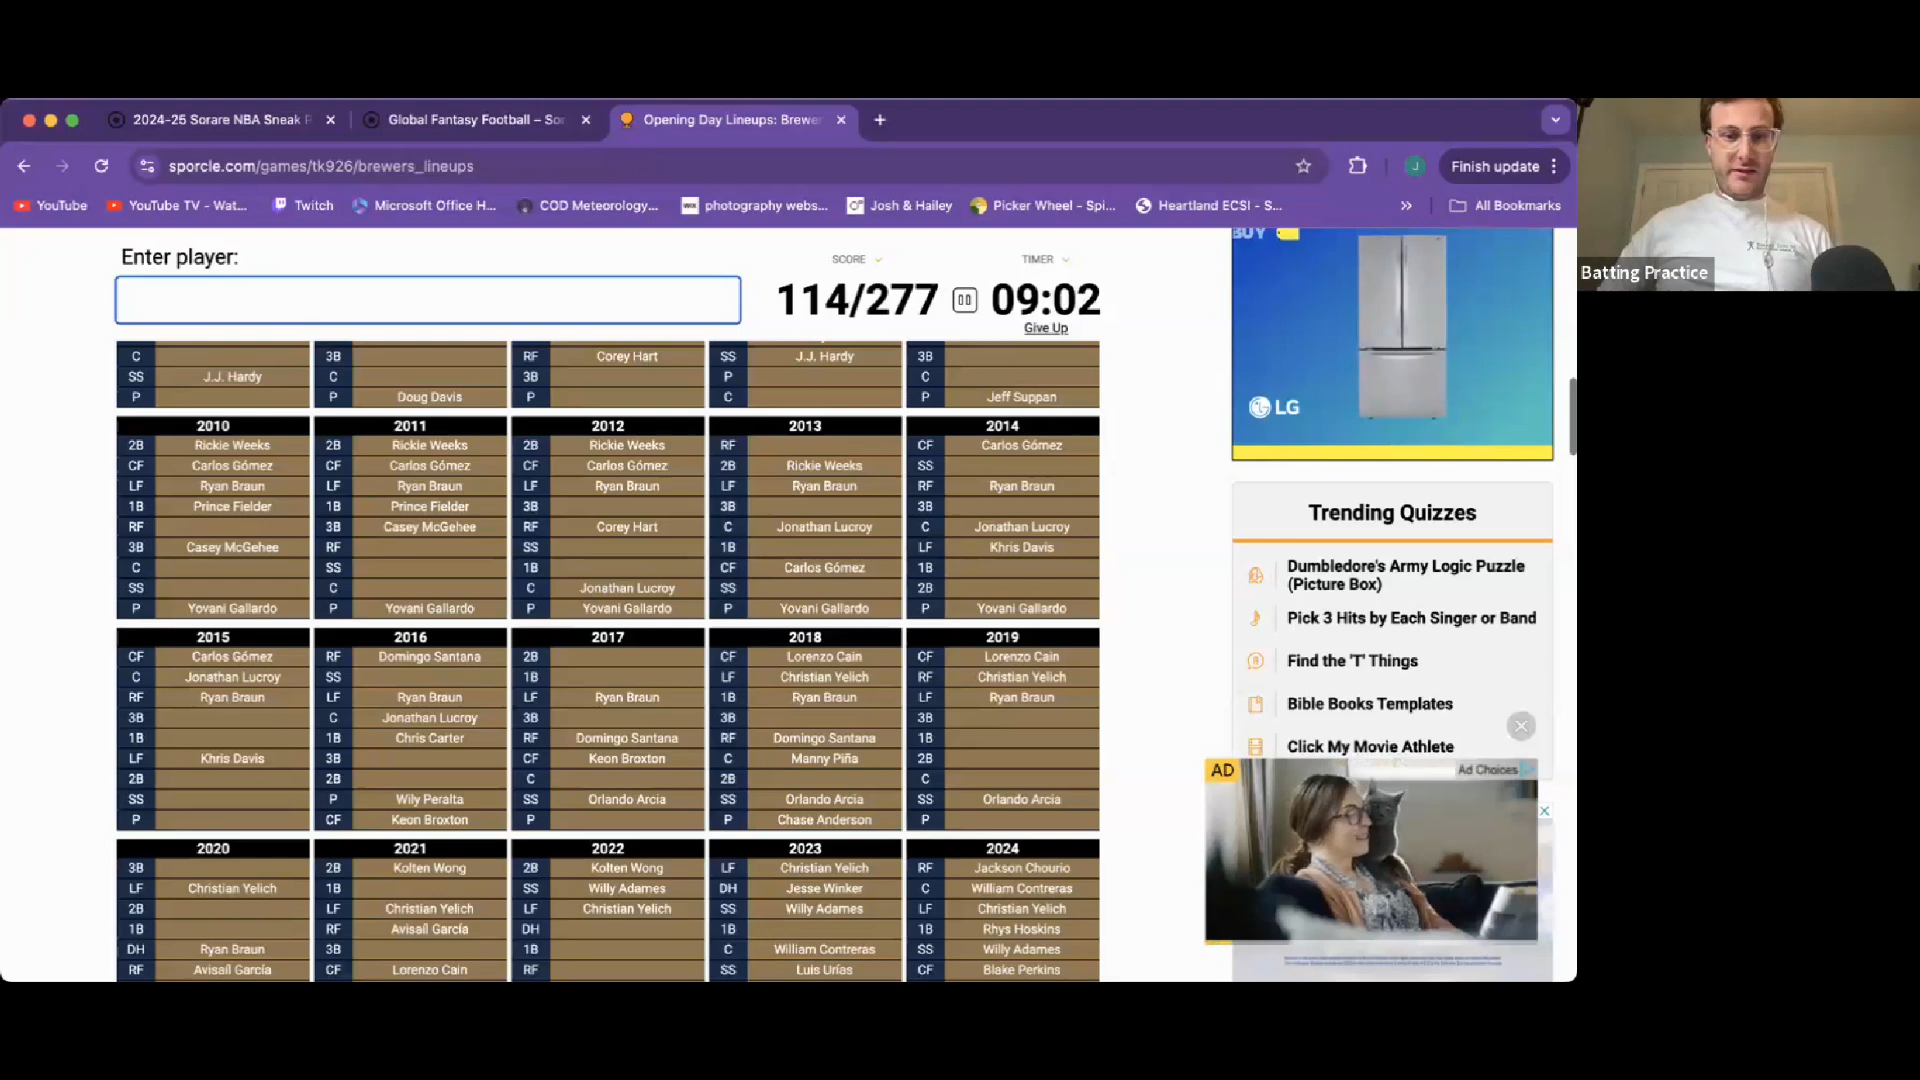 2024-25 Sorare NBA Sneak P
Global Fantasy Football – Sor
Opening Day Lineups: Brewer
sporcle.com/games/tk926/brewers_lineups
J
Finish update
YouTube
YouTube TV - Wat...
Twitch
Microsoft Office H...
COD Meteorology...
photography webs...
Josh & Hailey
Picker Wheel – Spi...
Heartland ECSI – S...
All Bookmarks
Batting Practice
Enter player:
SCORE
TIMER
114/277
09:02
Give Up
C 3B RF Corey Hart SS J.J. Hardy 3B
SS J.J. Hardy C 3B P C
P P Doug Davis P C P Jeff Suppan
2010 2011 2012 2013 2014
2B Rickie Weeks 2B Rickie Weeks 2B Rickie Weeks RF CF Carlos Gómez
CF Carlos Gómez CF Carlos Gómez CF Carlos Gómez 2B Rickie Weeks SS
LF Ryan Braun LF Ryan Braun LF Ryan Braun LF Ryan Braun RF Ryan Braun
1B Prince Fielder 1B Prince Fielder 3B 3B 3B
RF 3B Casey McGehee RF Corey Hart C Jonathan Lucroy C Jonathan Lucroy
3B Casey McGehee RF SS 1B LF Khris Davis
C SS 1B CF Carlos Gómez 1B
SS C C Jonathan Lucroy SS 2B
P Yovani Gallardo P Yovani Gallardo P Yovani Gallardo P Yovani Gallardo P Yovani Gallardo
2015 2016 2017 2018 2019
CF Carlos Gómez RF Domingo Santana 2B CF Lorenzo Cain CF Lorenzo Cain
C Jonathan Lucroy SS 1B LF Christian Yelich RF Christian Yelich
RF Ryan Braun LF Ryan Braun LF Ryan Braun 1B Ryan Braun LF Ryan Braun
3B C Jonathan Lucroy 3B 3B 3B
1B 1B Chris Carter RF Domingo Santana RF Domingo Santana 1B
LF Khris Davis 3B CF Keon Broxton C Manny Piña 2B
2B 2B C 2B C
SS P Wily Peralta SS Orlando Arcia SS Orlando Arcia SS Orlando Arcia
P CF Keon Broxton P P Chase Anderson P
2020 2021 2022 2023 2024
3B 2B Kolten Wong 2B Kolten Wong LF Christian Yelich RF Jackson Chourio
LF Christian Yelich 1B SS Willy Adames DH Jesse Winker C William Contreras
2B LF Christian Yelich LF Christian Yelich SS Willy Adames LF Christian Yelich
1B RF Avisaíl García DH 1B 1B Rhys Hoskins
DH Ryan Braun 3B 1B C William Contreras SS Willy Adames
RF Avisaíl García CF Lorenzo Cain RF SS Luis Urías CF Blake Perkins
BUY
LG
Trending Quizzes
Dumbledore's Army Logic Puzzle
(Picture Box)
Pick 3 Hits by Each Singer or Band
Find the 'T' Things
Bible Books Templates
Click My Movie Athlete
AD
Ad Choices